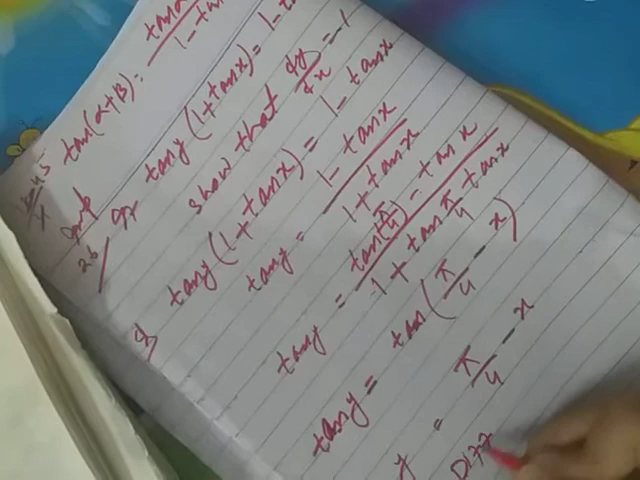 tan(α+β) = tanα
1 - tan
Imp
26 If tany (1 + tanx) = 1 - t
show that dy/dx = -1
tany (1 + tanx) = 1 - tanx
tany = 1 - tanx / 1 + tanx
tany = tan(π/4) - tanx / 1 + tan π/4 tanx
tany = tan (π/4 - x)
y = π/4 - x
Diff